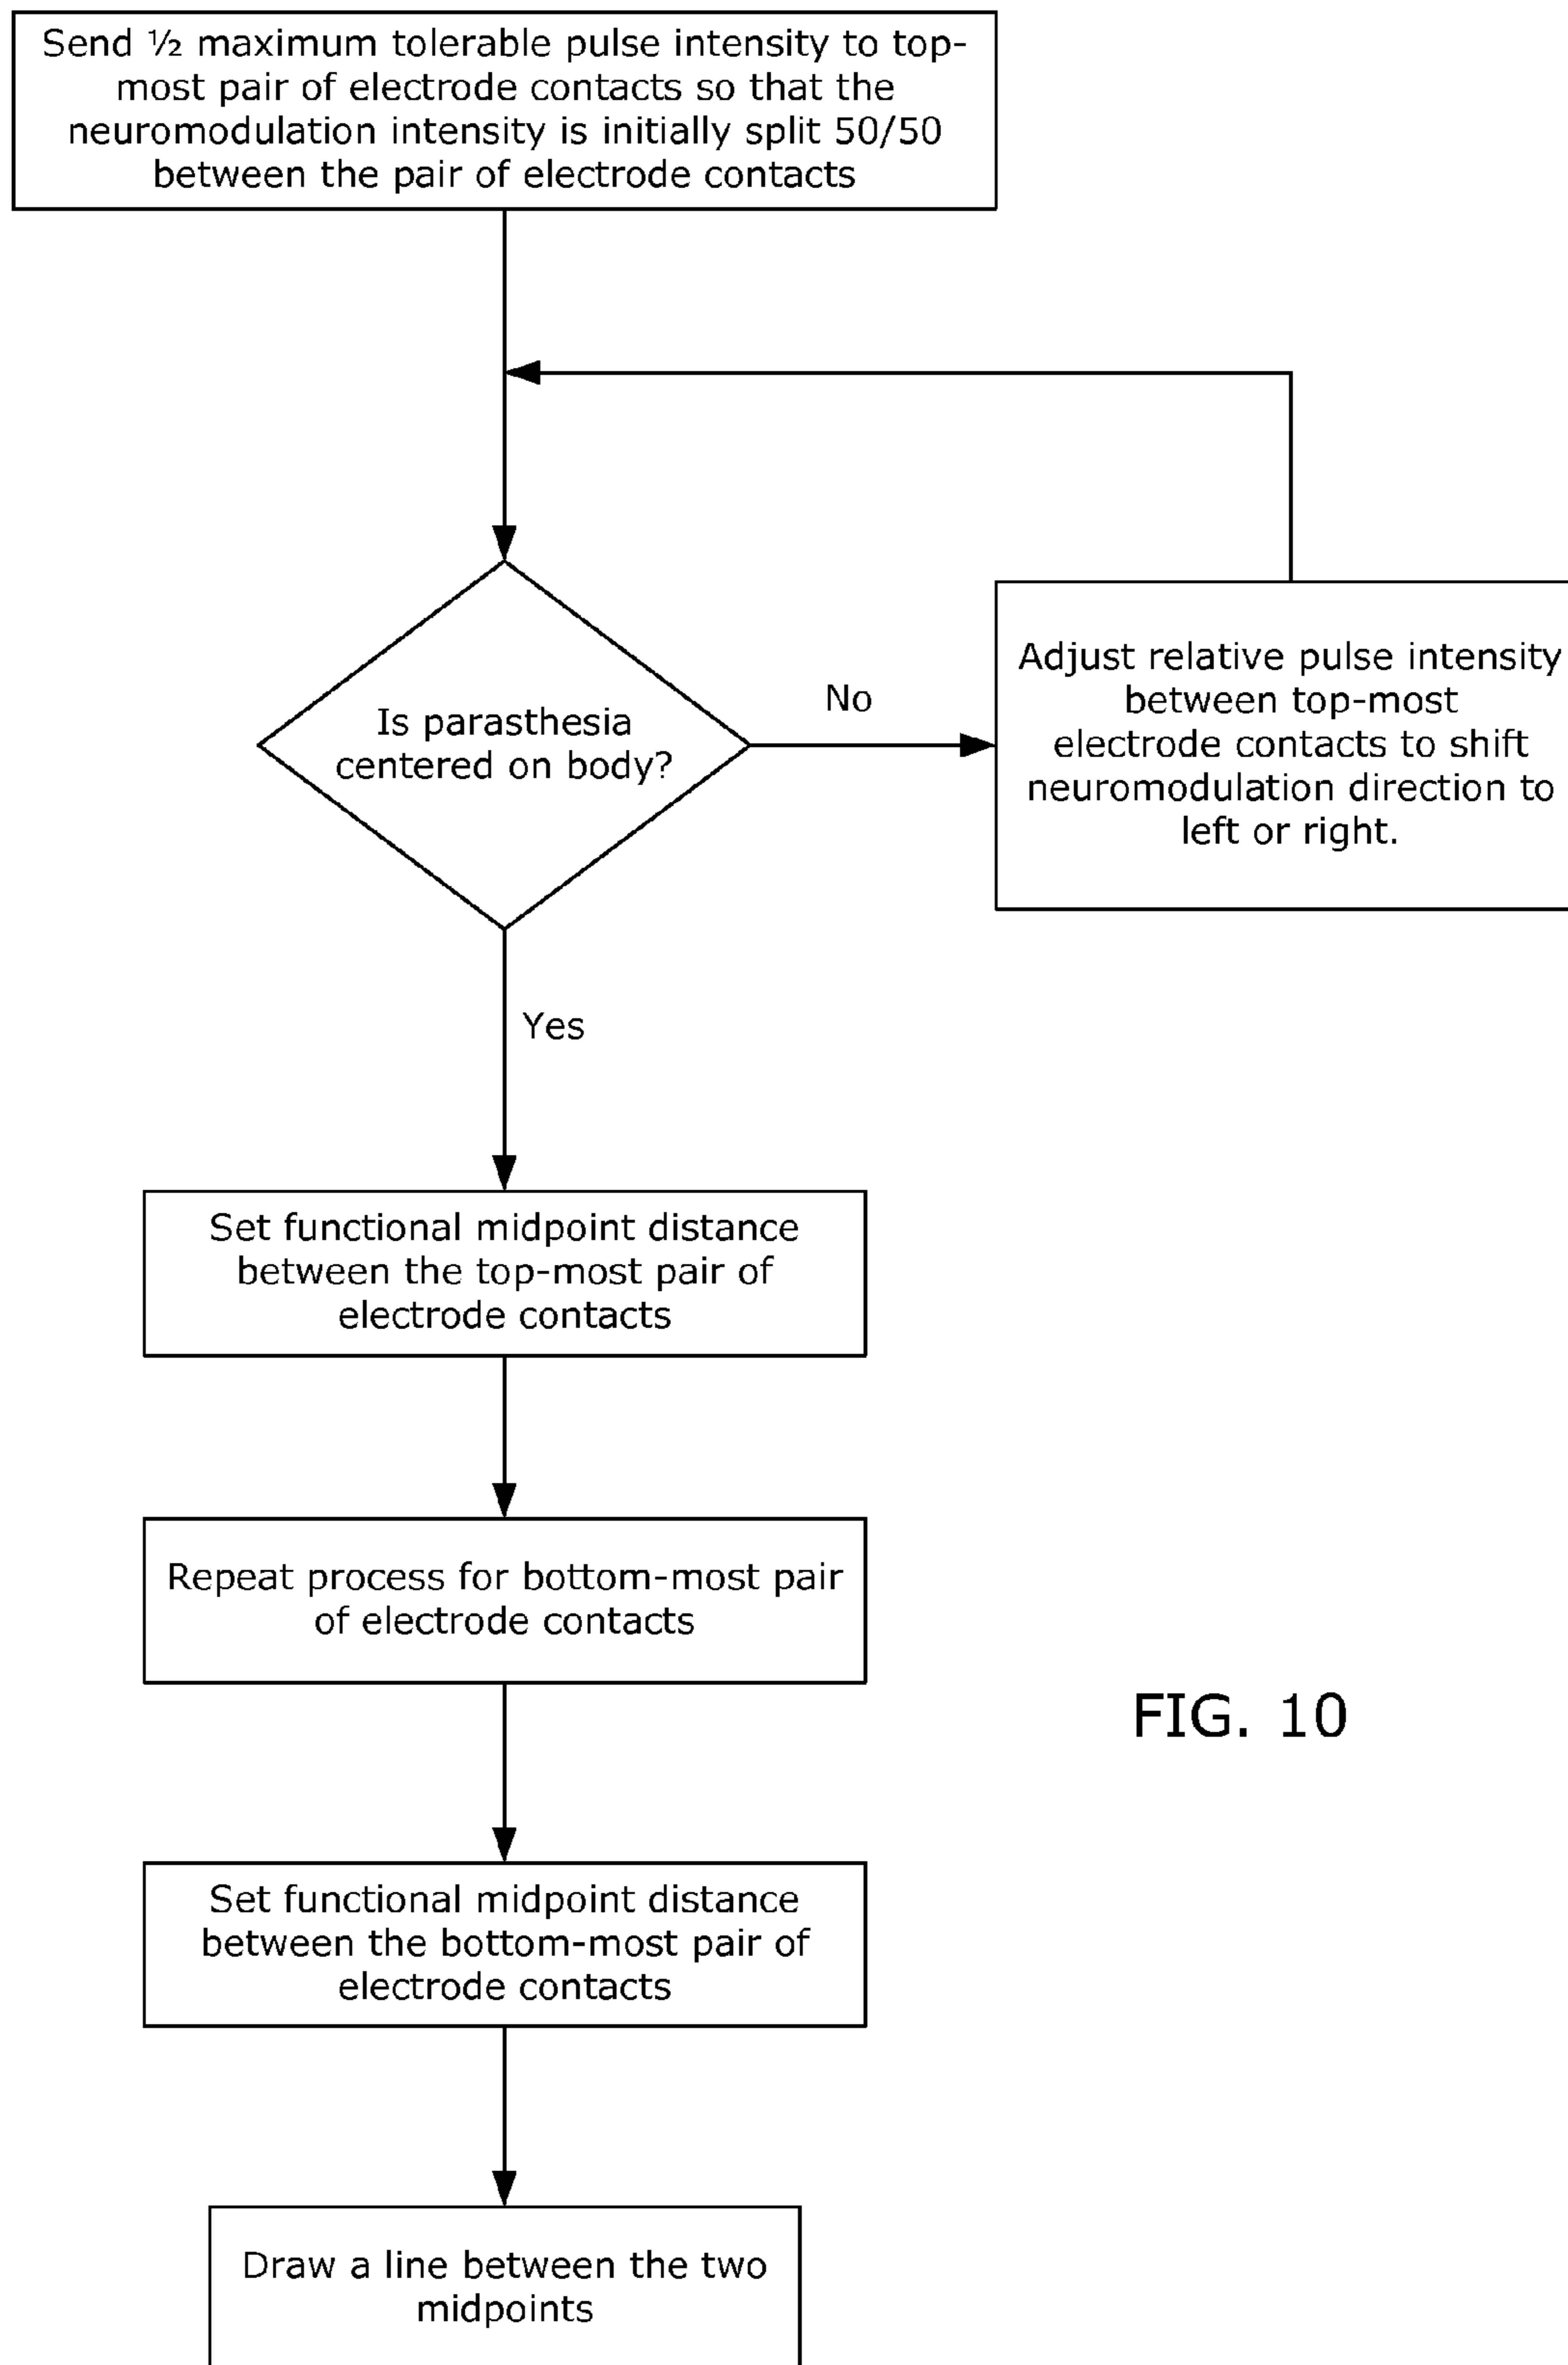 Send ½ maximum tolerable pulse intensity to top-
most pair of electrode contacts so that the
neuromodulation intensity is initially split 50/50
between the pair of electrode contacts
Is parasthesia
centered on body?
No
Adjust relative pulse intensity
between top-most
electrode contacts to shift
neuromodulation direction to
left or right.
Yes
Set functional midpoint distance
between the top-most pair of
electrode contacts
Repeat process for bottom-most pair
of electrode contacts
FIG. 10
Set functional midpoint distance
between the bottom-most pair of
electrode contacts
Draw a line between the two
midpoints